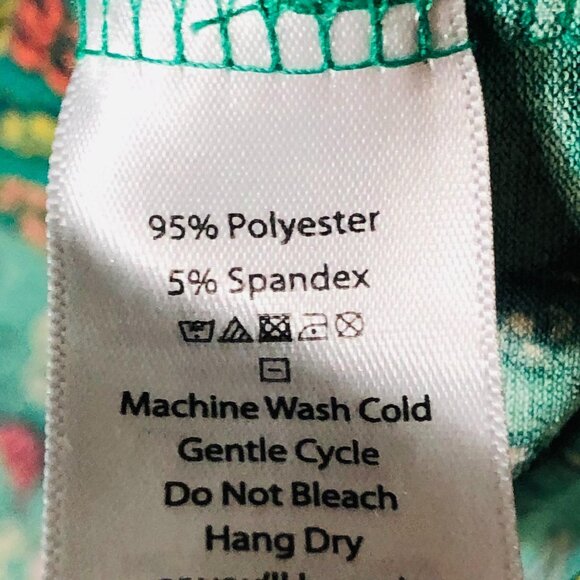 95% Polyester
5% Spandex
Machine Wash Cold
Gentle Cycle
Do Not Bleach
Hang Dry